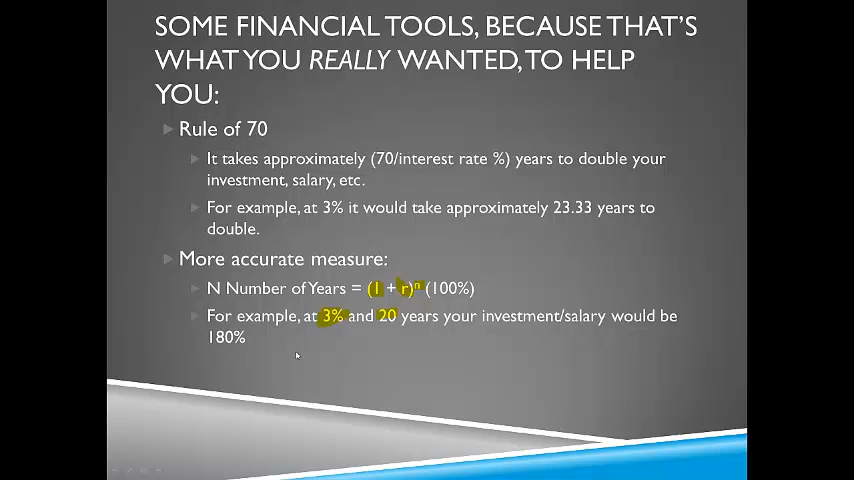 SOME FINANCIAL TOOLS, BECAUSE THAT'S
WHAT YOU REALLY WANTED, TO HELP
YOU:
Rule of 70
It takes approximately (70/interest rate %) years to double your
investment, salary, etc.
For example, at 3% it would take approximately 23.33 years to
double.
More accurate measure:
N Number of Years = (1 + r)ⁿ (100%)
For example, at 3% and 20 years your investment/salary would be
180%